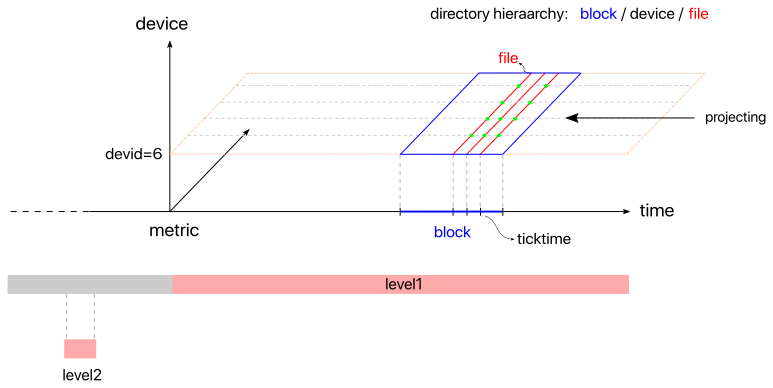 directory hieraarchy: block / device / file
device
file
projecting
devid=6
time
metric
block
ticktime
level1
level2